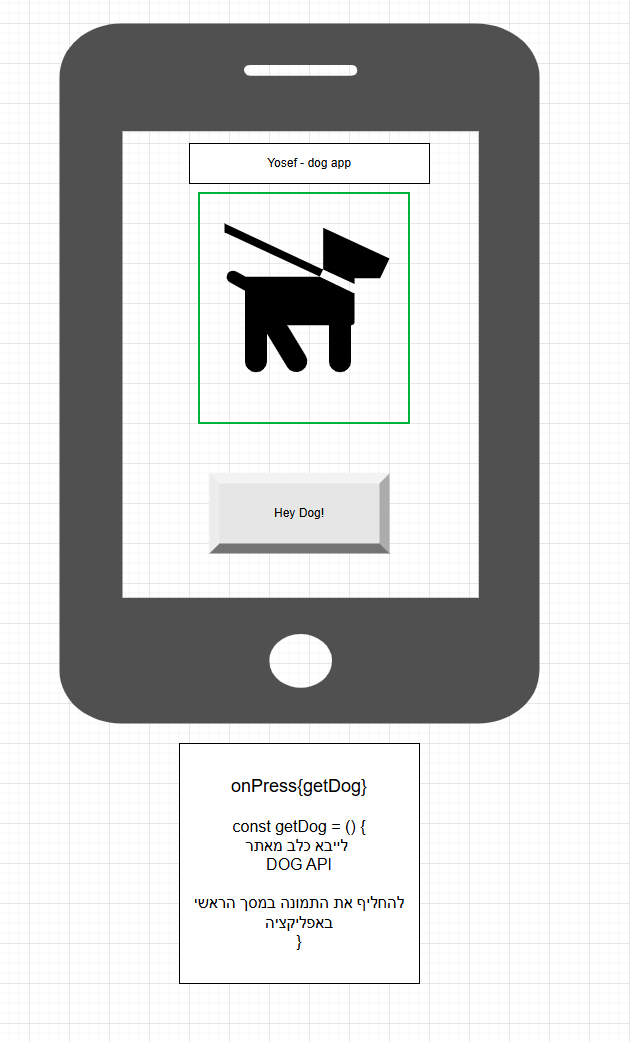 Yosef - dog app
Hey Dog!
onPress{getDog}
const getDog = () {
לייבא כלב מאתר
DOG API
להחליף את התמונה במסך הראשי
באפליקציה
}